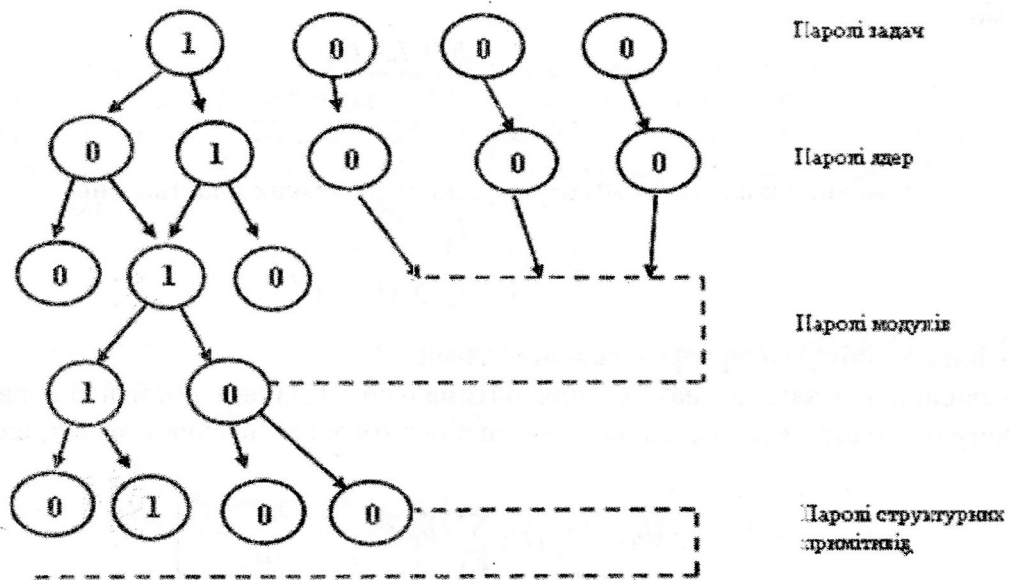 1 0 0 0
Паролі задач
0 1 0 0 0
Паролі ядер
0 1 0
Паролі модулів
1 0
0 1 0 0
Паролі структурних
примітивів